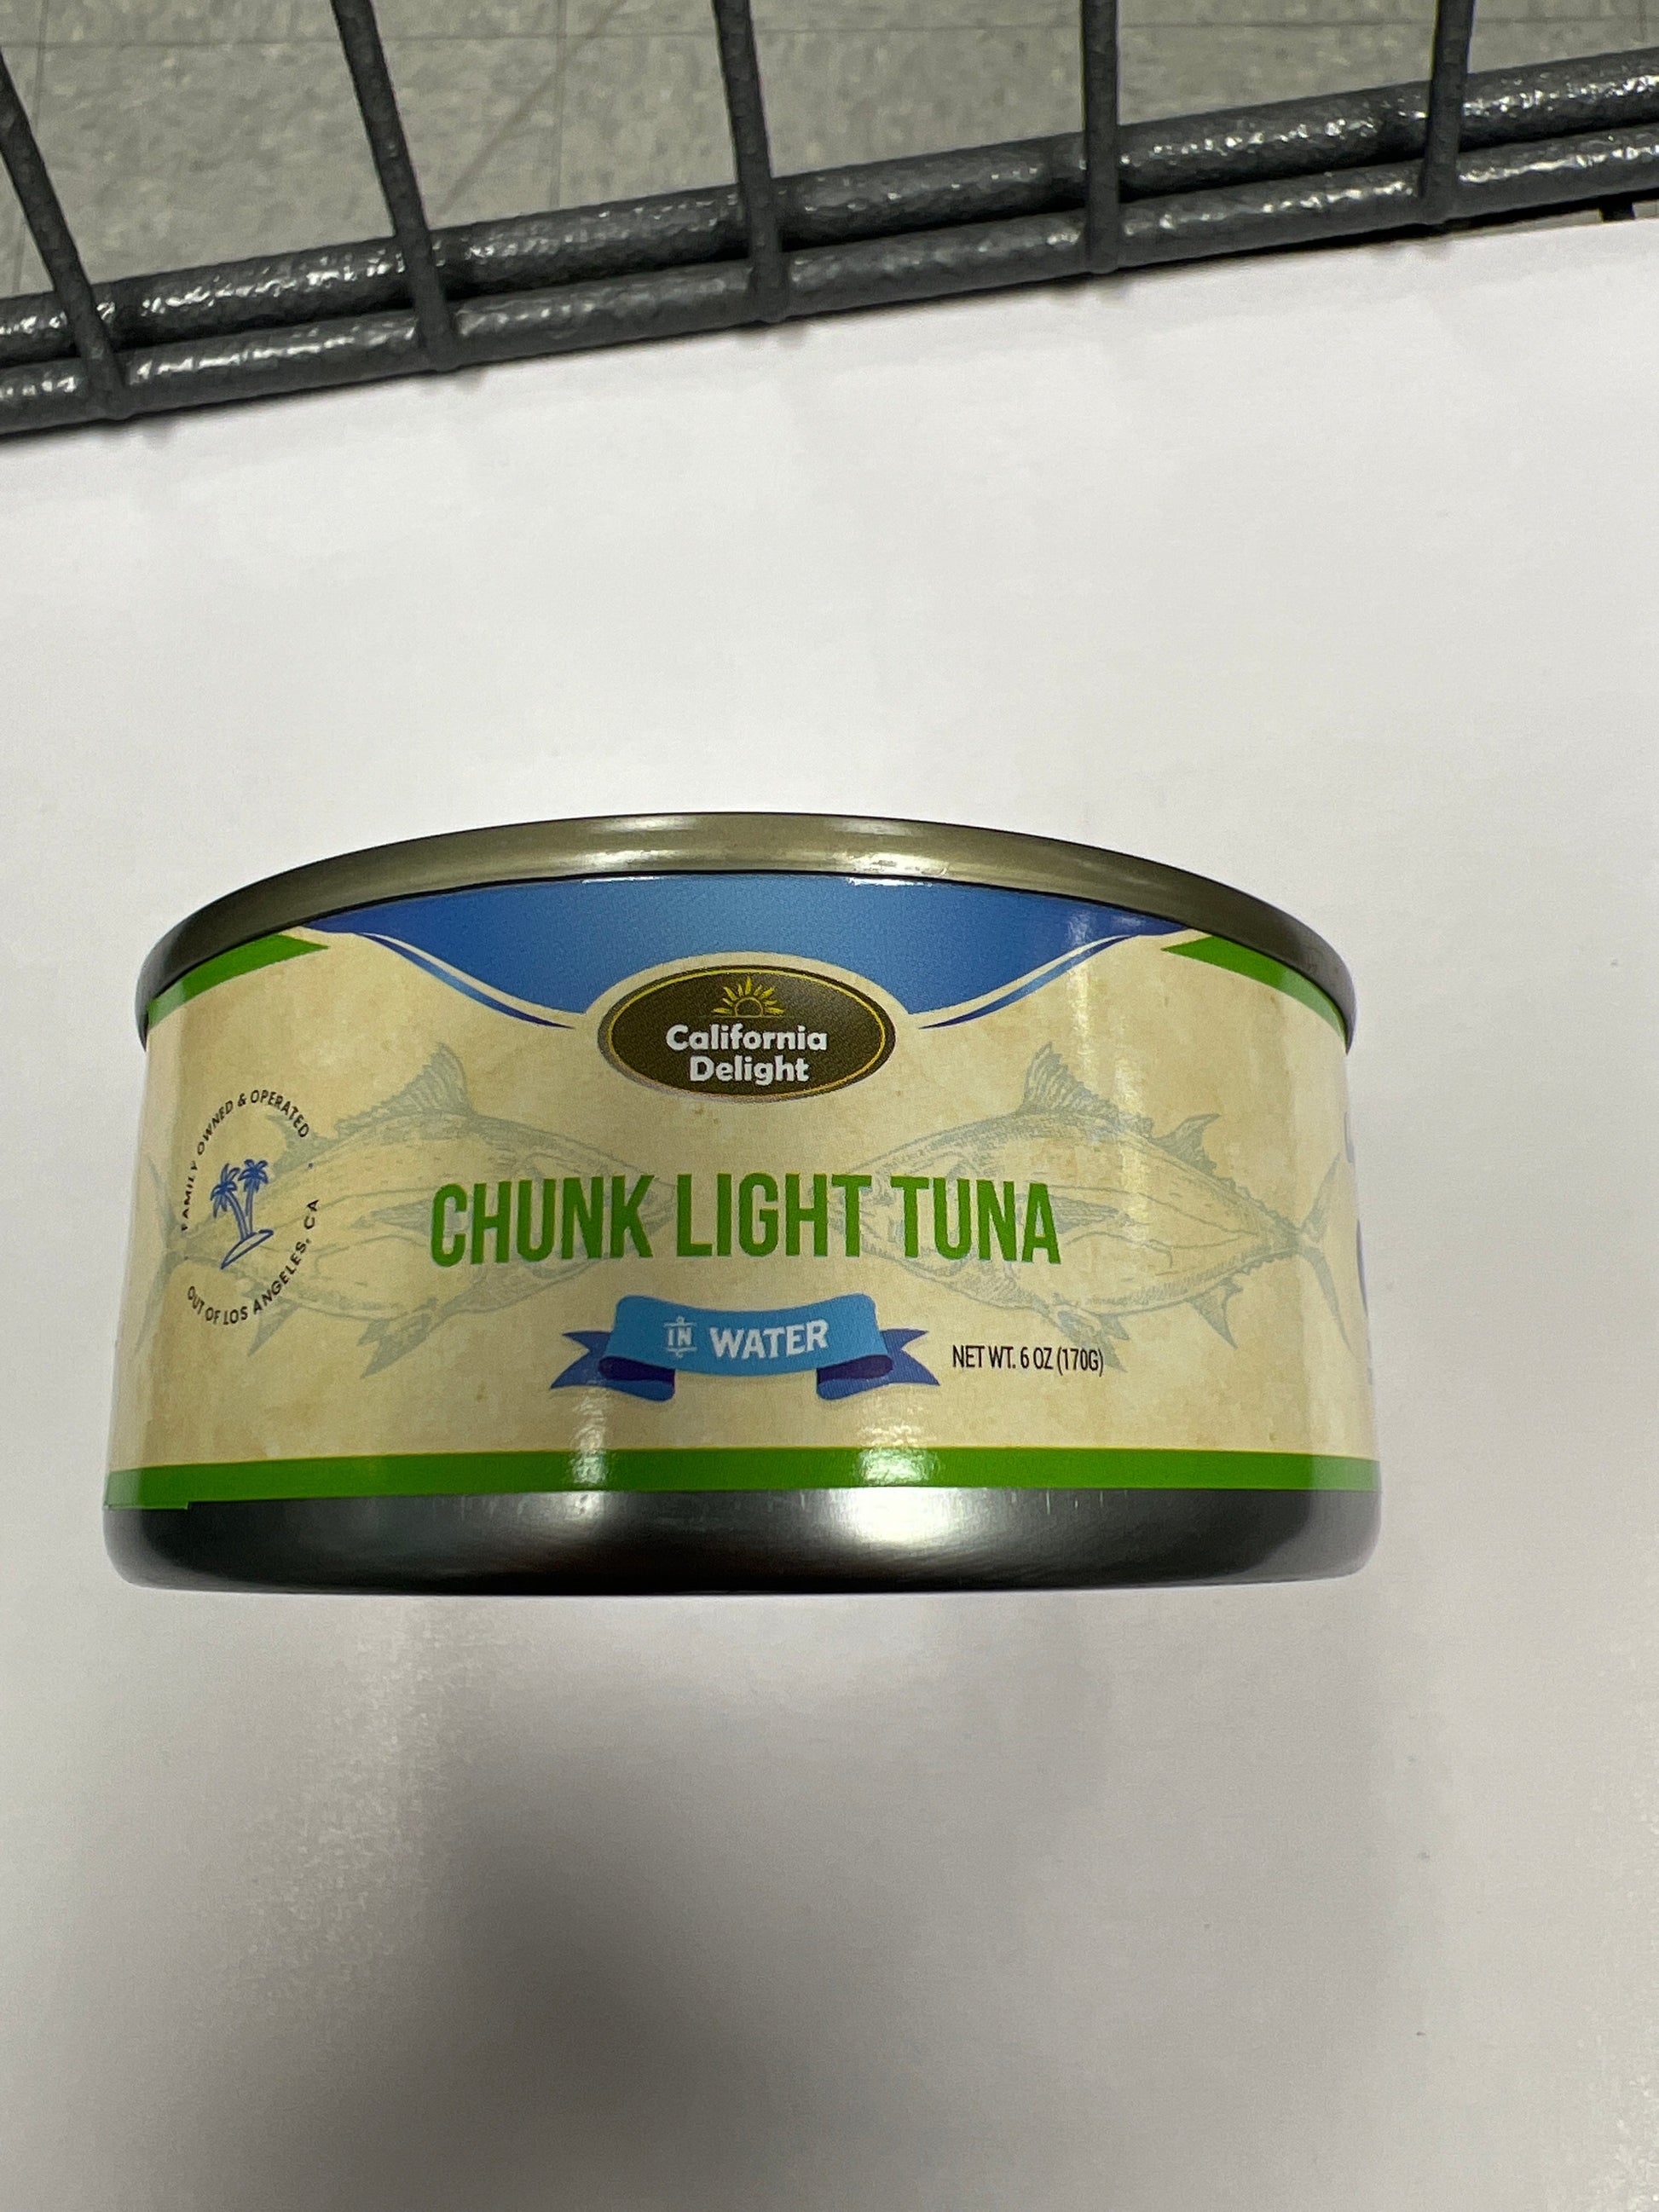 California
Delight
FAMILY OWNED & OPERATED
OUT OF LOS ANGELES, CA
CHUNK LIGHT TUNA
IN WATER
NET WT. 6 OZ (170G)